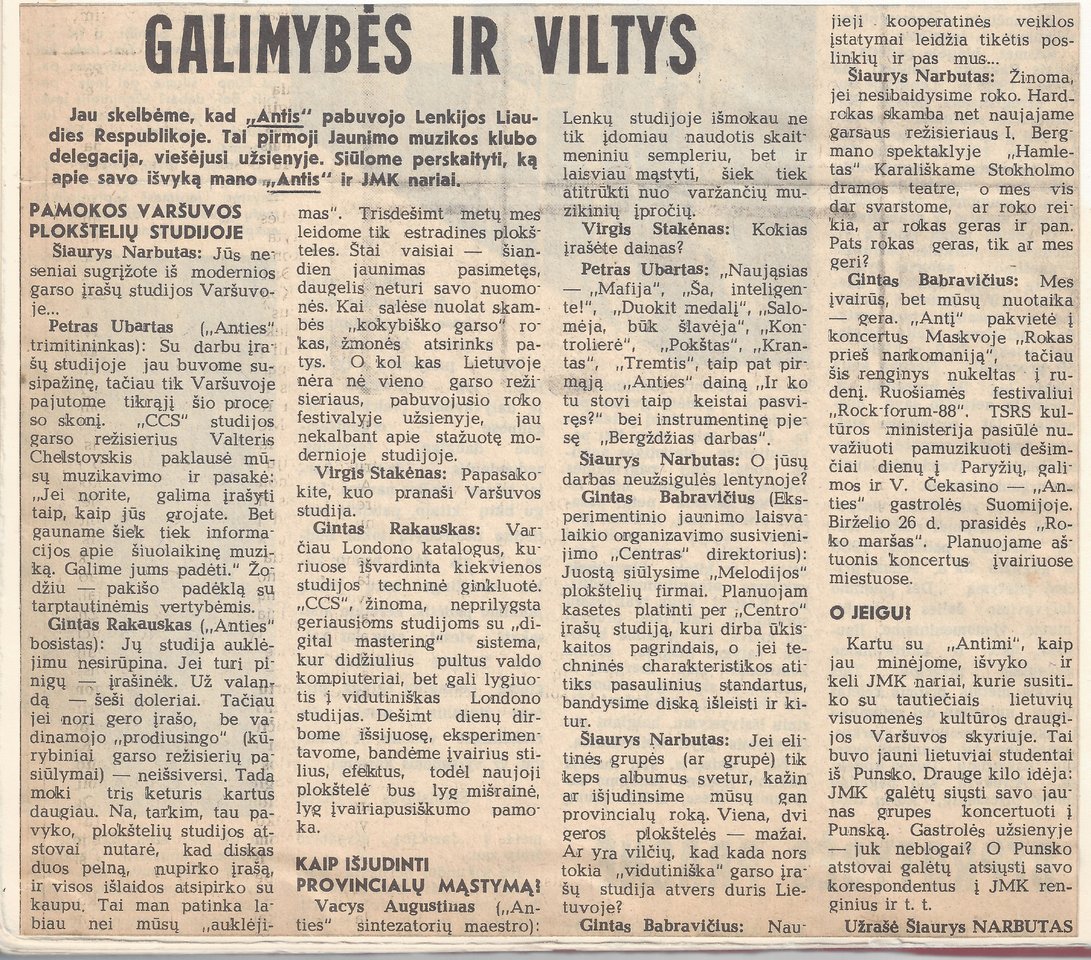 GALIMYBĖS IR VILTYS
Jau skelbėme, kad „Antis“ pabuvojo Lenkijos Liau-
dies Respublikoje. Tai pirmoji Jaunimo muzikos klubo
delegacija, viešėjusi užsienyje. Siūlome perskaityti, ką
apie savo išvyką mano „Antis“ ir JMK nariai.
PAMOKOS VARŠUVOS
PLOKŠTELIŲ STUDIJOJE
Šiaurys Narbutas: Jūs ne-
seniai sugrįžote iš modernios
garso įrašų studijos Varšuvo-
je...
Petras Ubartas („Anties“
trimitininkas): Su darbu įra-
šų studijoje jau buvome su-
sipažinę, tačiau tik Varšuvoje
pajutome tikrąjį šio proce-
so skonį. „CCS“ studijos
garso režisierius Valteris
Chelstovskis paklausė mū-
sų muzikavimo ir pasakė:
„Jei norite, galima įrašyti
taip, kaip jūs grojate. Bet
gauname šiek tiek informa-
cijos apie šiuolaikinę muzi-
ką. Galime jums padėti.“ Žo-
džiu — pakišo padėklą su
tarptautinėmis vertybėmis.
Gintas Rakauskas („Anties“
bosistas): Jų studija auklė-
jimu nesirūpina. Jei turi pi-
nigų — įrašinėk. Už valan-
dą — šeši doleriai. Tačiau
jei nori gero įrašo, be va-
dinamojo „prodiusingo“ (kū-
rybiniai garso režisierių pa-
siūlymai) — neišsiversi. Tada
moki tris keturis kartus
daugiau. Na, tarkim, tau pa-
vyko, plokštelių studijos at-
stovai nutarė, kad diskas
duos pelną, nupirko įrašą,
ir visos išlaidos atsipirko su
kaupu. Tai man patinka la-
biau nei mūsų „auklėji-
mas“. Trisdešimt metų mes
leidome tik estradines plokš-
teles. Štai vaisiai — šian-
dien jaunimas pasimetęs,
daugelis neturi savo nuomo-
nės. Kai salėse nuolat skam-
bės „kokybiško garso“ ro-
kas, žmonės atsirinks pa-
tys. O kol kas Lietuvoje
nėra nė vieno garso reži-
sieriaus, pabuvojusio roko
festivalyje užsienyje, jau
nekalbant apie stažuotę mo-
dernioje studijoje.
Virgis Stakėnas: Papasako-
kite, kuo pranaši Varšuvos
studija.
Gintas Rakauskas: Var-
čiau Londono katalogus, ku-
riuose išvardinta kiekvienos
studijos techninė ginkluotė.
„CCS“, žinoma, neprilygsta
geriausioms studijoms su „di-
gital mastering“ sistema,
kur didžiulius pultus valdo
kompiuteriai, bet gali lygiuo-
tis į vidutiniškas Londono
studijas. Dešimt dienų dir-
bome išsijuosę, eksperimen-
tavome, bandėme įvairius sti-
lius, efektus, todėl naujoji
plokštelė bus lyg mišrainė,
lyg įvairiapusiškumo pamo-
ka.
KAIP IŠJUDINTI
PROVINCIALŲ MĄSTYMĄ?
Vacys Augustinas („An-
ties“ sintezatorių maestro):
Lenkų studijoje išmokau ne
tik įdomiau naudotis skait-
meniniu sempleriu, bet ir
laisviau mąstyti, šiek tiek
atitrūkti nuo varžančių mu-
zikinių įpročių.
Virgis Stakėnas: Kokias
įrašėte dainas?
Petras Ubartas: „Naująsias
— „Mafija“, „Ša, inteligen-
te!“, „Duokit medalį“, „Salo-
mėja, būk šlavėja“, „Kon-
trolierė“, „Pokštas“, „Kran-
tas“, „Tremtis“, taip pat pir-
mąją „Anties“ dainą „Ir ko
tu stovi taip keistai pasvi-
ręs?“ bei instrumentinę pje-
sę „Bergždžias darbas“.
Šiaurys Narbutas: O jūsų
darbas neužsigulės lentynoje?
Gintas Babravičius (Eks-
perimentinio jaunimo laisva-
laikio organizavimo susivieni-
jimo „Centras“ direktorius):
Juostą siūlysime „Melodijos“
plokštelių firmai. Planuojam
kasetes platinti per „Centro“
įrašų studiją, kuri dirba ūkis-
kaitos pagrindais, o jei te-
chninės charakteristikos ati-
tiks pasaulinius standartus,
bandysime diską išleisti ir ki-
tur.
Šiaurys Narbutas: Jei eli-
tinės grupės (ar grupė) tik
keps albumus svetur, kažin
ar išjudinsime mūsų gan
provincialų roką. Viena, dvi
geros plokštelės — mažai.
Ar yra vilčių, kad kada nors
tokia „vidutiniška“ garso įra-
šų studija atvers duris Lie-
tuvoje?
Gintas Babravičius: Nau-
jieji kooperatinės veiklos
įstatymai leidžia tikėtis pos-
linkių ir pas mus...
Šiaurys Narbutas: Žinoma,
jei nesibaidysime roko. Hard-
rokas skamba net naujajame
garsaus režisieriaus I. Berg-
mano spektaklyje „Hamle-
tas“ Karališkame Stokholmo
dramos teatre, o mes vis
dar svarstome, ar roko rei-
kia, ar rokas geras ir pan.
Pats rokas geras, tik ar mes
geri?
Gintas Babravičius: Mes
įvairūs, bet mūsų nuotaika
— gera. „Antį“ pakvietė į
koncertus Maskvoje „Rokas
prieš narkomaniją“, tačiau
šis renginys nukeltas į ru-
denį. Ruošiamės festivaliui
„Rock-forum-88“. TSRS kul-
tūros ministerija pasiūlė nu-
važiuoti pamuzikuoti dešim-
čiai dienų į Paryžių, gali-
mos ir V. Čekasino — „An-
ties“ gastrolės Suomijoje.
Birželio 26 d. prasidės „Ro-
ko maršas“. Planuojame aš-
tuonis koncertus įvairiuose
miestuose.
O JEIGU?
Kartu su „Antimi“, kaip
jau minėjome, išvyko ir
keli JMK nariai, kurie susiti-
ko su tautiečiais lietuvių
visuomenės kultūros draugi-
jos Varšuvos skyriuje. Tai
buvo jauni lietuviai studentai
iš Punsko. Drauge kilo idėja:
JMK galėtų siųsti savo jau-
nas grupes koncertuoti į
Punską. Gastrolės užsienyje
— juk neblogai? O Punsko
atstovai galėtų atsiųsti savo
korespondentus į JMK ren-
ginius ir t. t.
Užrašė Šiaurys NARBUTAS